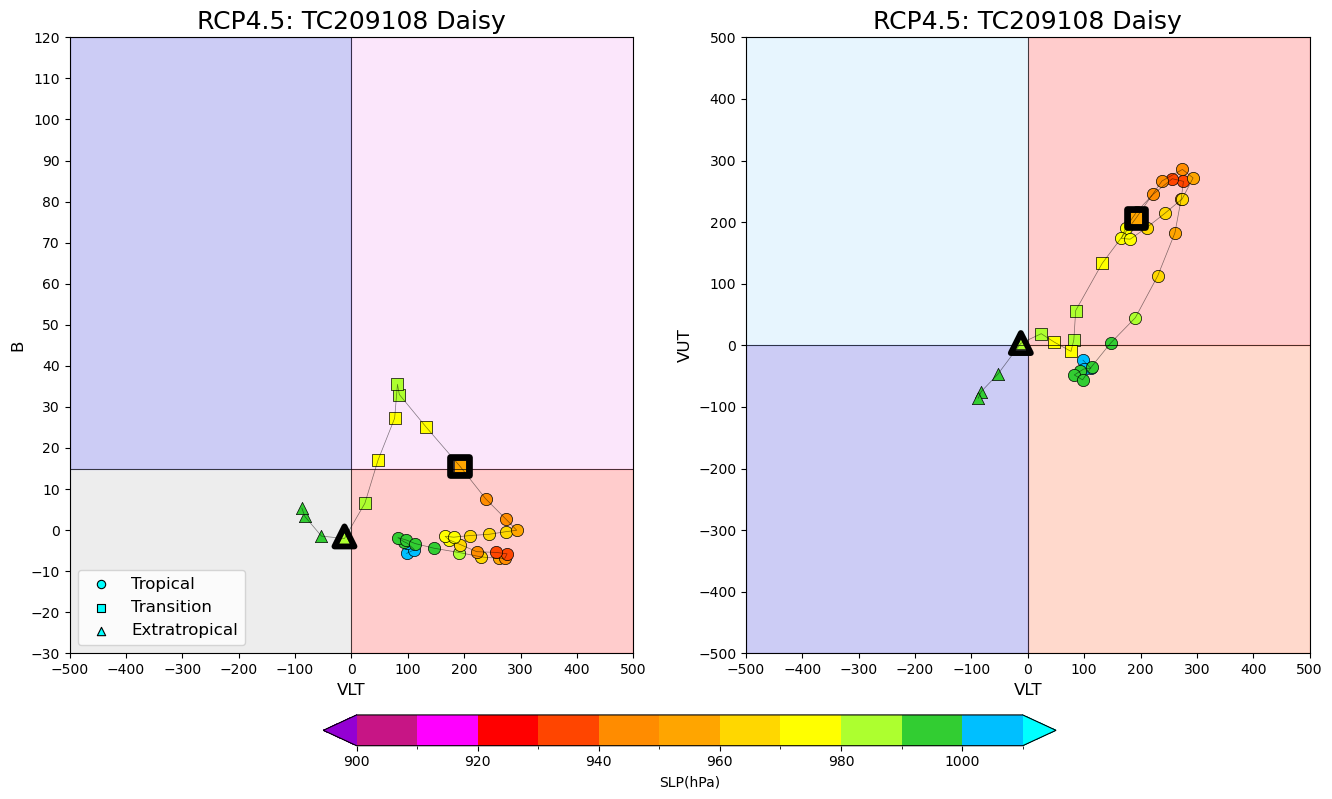 RCP4.5: TC209108 Daisy
120
110
100
90
80
70
60
50
40
30
20
10
0
−10
−20
−30
B
−500 −400 −300 −200 −100 0 100 200 300 400 500
VLT
Tropical
Transition
Extratropical
RCP4.5: TC209108 Daisy
500
400
300
200
100
0
−100
−200
−300
−400
−500
VUT
−500 −400 −300 −200 −100 0 100 200 300 400 500
VLT
900 920 940 960 980 1000
SLP(hPa)